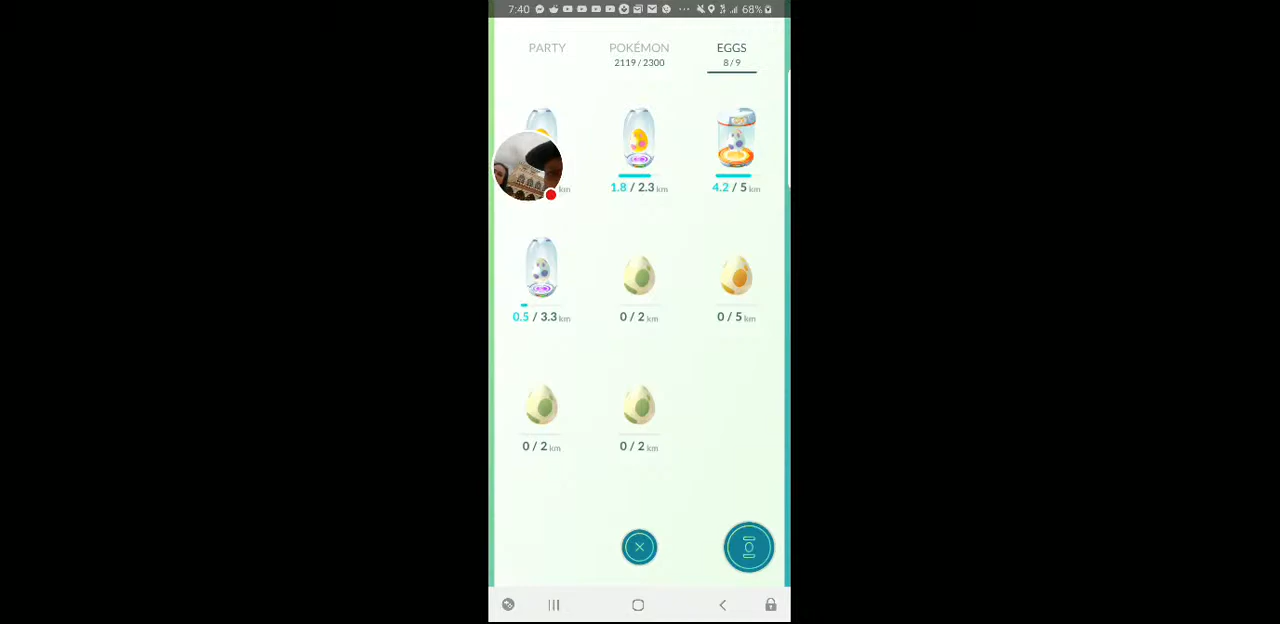 7:40 68%
PARTY POKÉMON EGGS
2119 / 2300 8 / 9
km 1.8 / 2.3 km 4.2 / 5 km
0.5 / 3.3 km 0 / 2 km 0 / 5 km
0 / 2 km 0 / 2 km